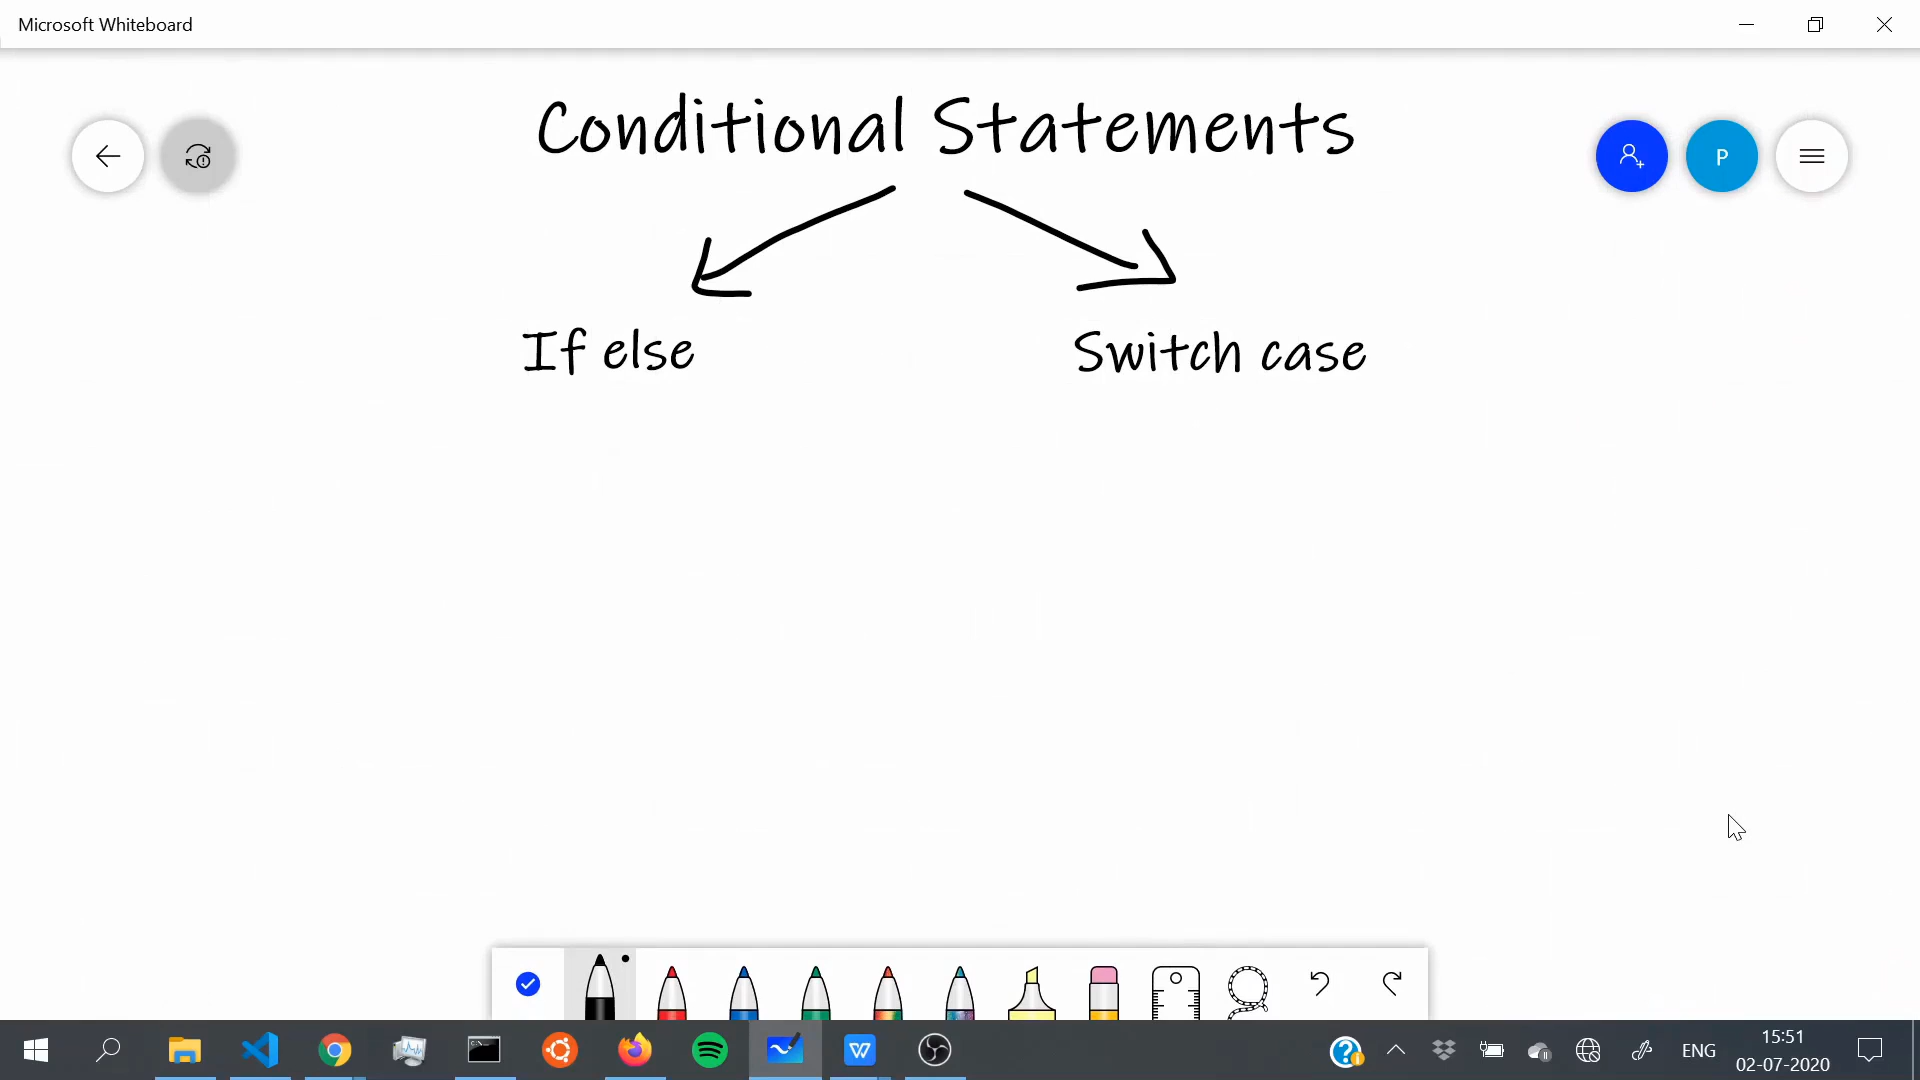 Microsoft Whiteboard
Conditional Statements
P
If else
Switch case
ENG
15:51
02-07-2020